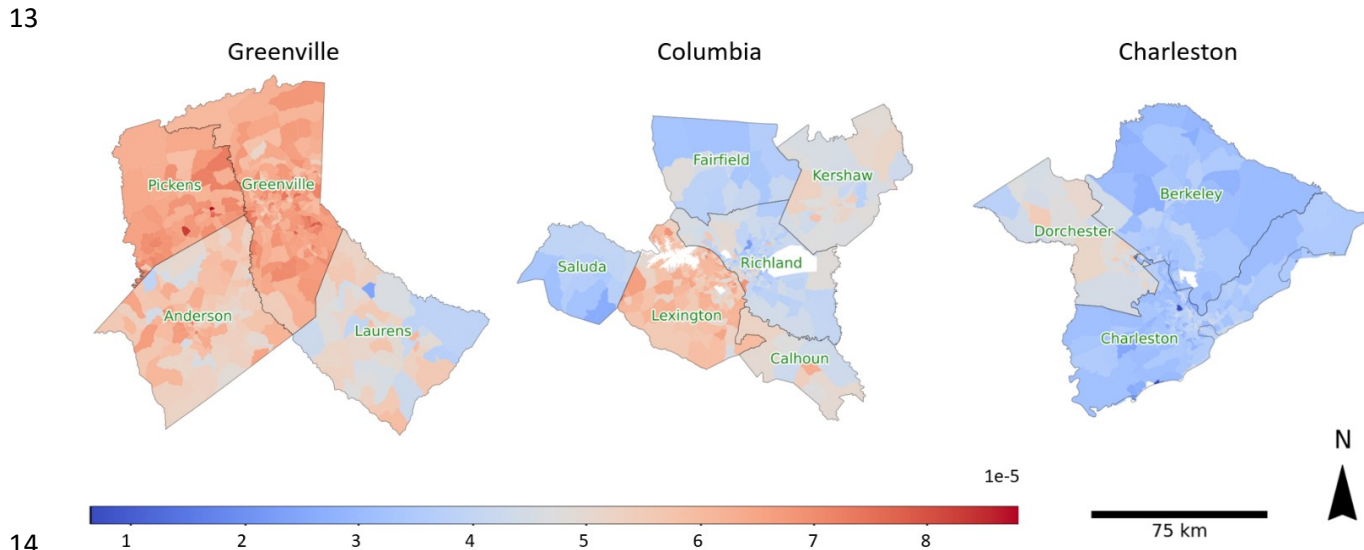 13
Greenville Columbia Charleston
Fairfield
Kershaw
Pickens Greenville
Berkeley
Dorchester
Saluda Richland
Anderson Lexington
Laurens
Charleston
Calhoun
N
1e-5
1 2 3 4 5 6 7 8
75 km
14